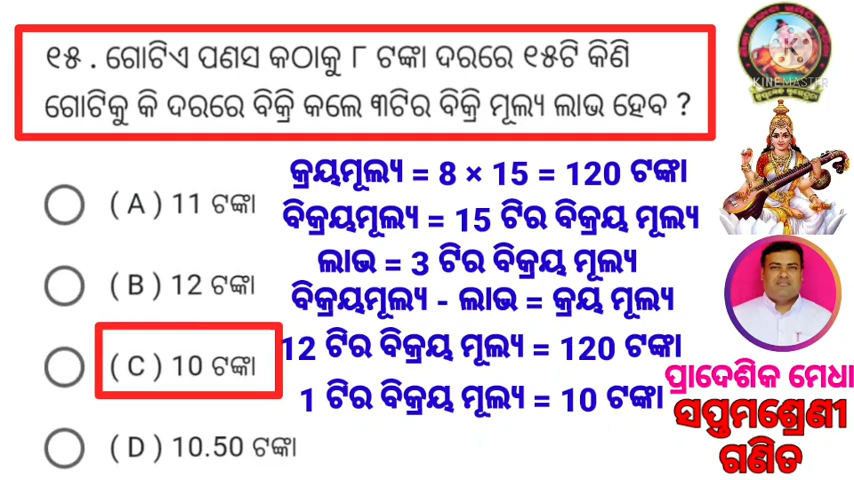 ୧୫ . ଗୋଟିଏ ପଣସ କଠାକୁ ୮ ଟଙ୍କା ଦରରେ ୧୫ଟି କିଣି
ଗୋଟିକୁ କି ଦରରେ ବିକ୍ରି କଲେ ୩ଟିର ବିକ୍ରି ମୂଲ୍ୟ ଲାଭ ହେବ ?
( A ) 11 ଟଙ୍କା
( B ) 12 ଟଙ୍କା
( C ) 10 ଟଙ୍କା
( D ) 10.50 ଟଙ୍କା
କ୍ରୟମୂଲ୍ୟ = 8 × 15 = 120 ଟଙ୍କା
ବିକ୍ରୟମୂଲ୍ୟ = 15 ଟିର ବିକ୍ରୟ ମୂଲ୍ୟ
ଲାଭ = 3 ଟିର ବିକ୍ରୟ ମୂଲ୍ୟ
ବିକ୍ରୟମୂଲ୍ୟ - ଲାଭ = କ୍ରୟ ମୂଲ୍ୟ
12 ଟିର ବିକ୍ରୟ ମୂଲ୍ୟ = 120 ଟଙ୍କା
1 ଟିର ବିକ୍ରୟ ମୂଲ୍ୟ = 10 ଟଙ୍କା
KINEMASTER
ପ୍ରାଦେଶିକ ମେଧା
ସପ୍ତମଶ୍ରେଣୀ
ଗଣିତ